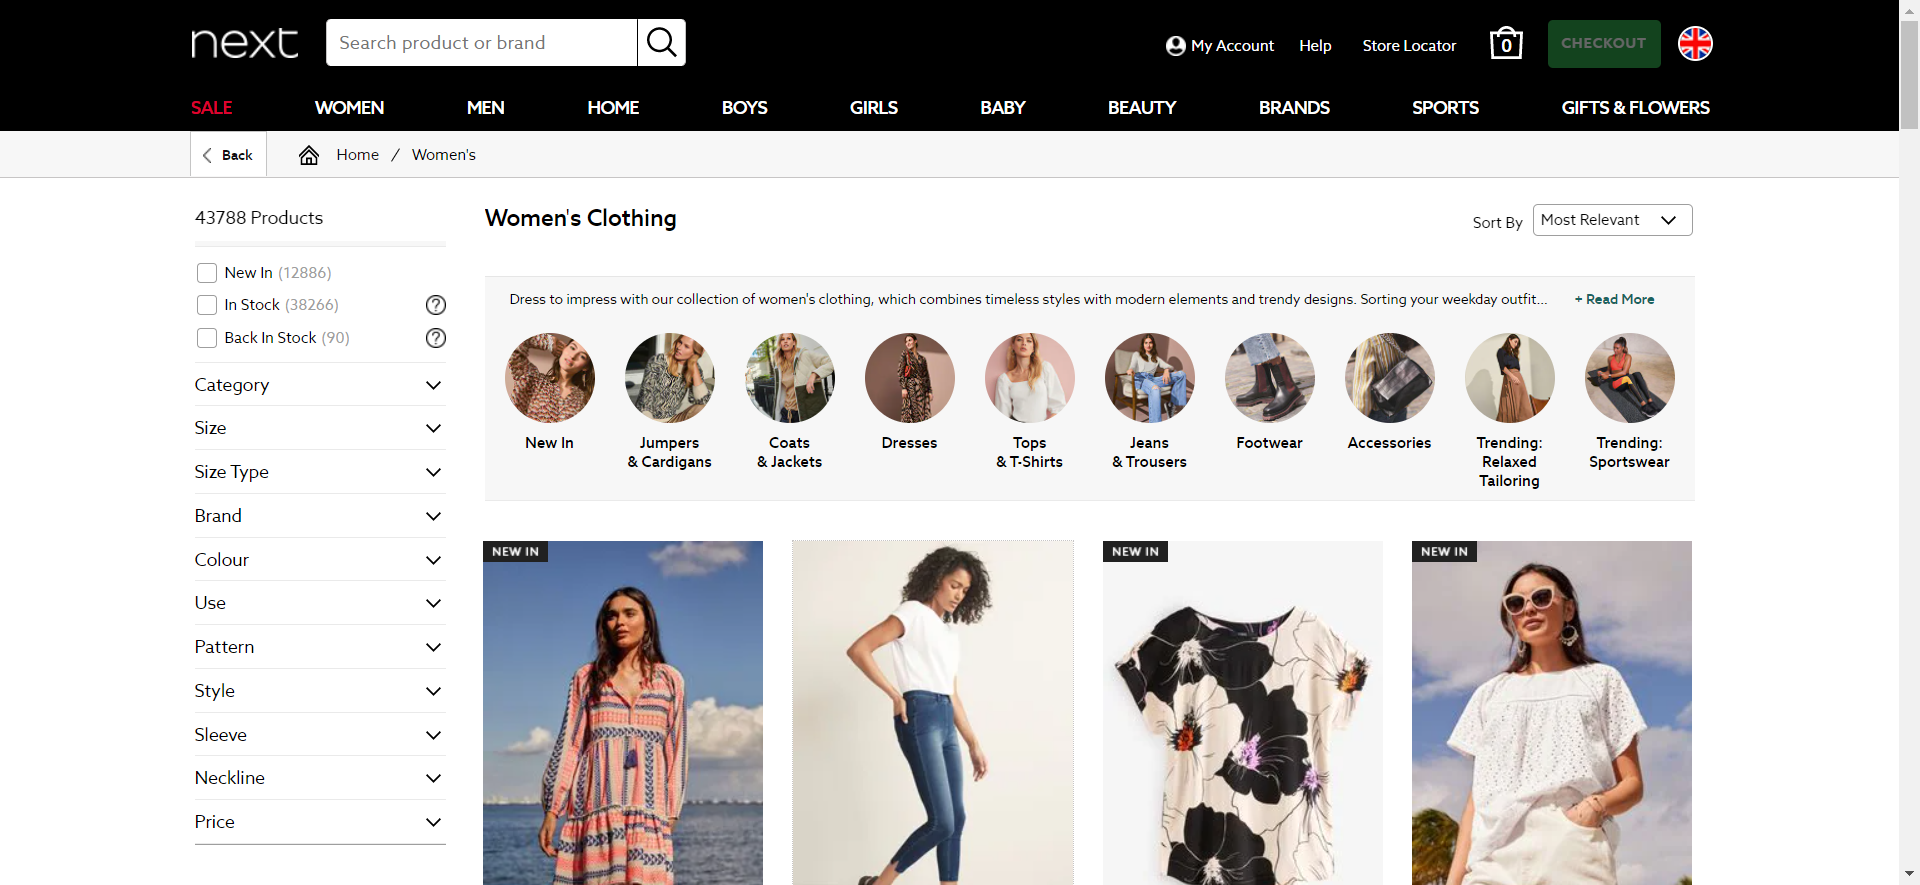 next
Search product or brand
My Account
Help
Store Locator
0
CHECKOUT
SALE
WOMEN
MEN
HOME
BOYS
GIRLS
BABY
BEAUTY
BRANDS
SPORTS
GIFTS & FLOWERS
Back
Home / Women's
43788 Products
New In (12886)
In Stock (38266)
?
Back In Stock (90)
?
Category
Size
Size Type
Brand
Colour
Use
Pattern
Style
Sleeve
Neckline
Price
Women's Clothing
Sort By
Most Relevant
Dress to impress with our collection of women's clothing, which combines timeless styles with modern elements and trendy designs. Sorting your weekday outfit...
+ Read More
New In
Jumpers
& Cardigans
Coats
& Jackets
Dresses
Tops
& T-Shirts
Jeans
& Trousers
Footwear
Accessories
Trending:
Relaxed
Tailoring
Trending:
Sportswear
NEW IN
NEW IN
NEW IN